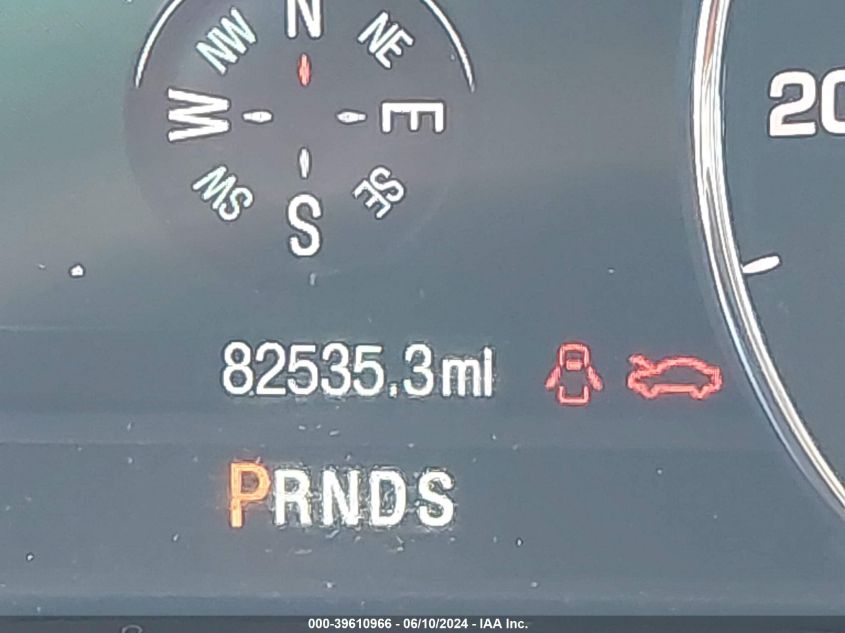 N
NW NE
W E
SW SE
S
20
82535.3mi
PRNDS
000-39610966 - 06/10/2024 - IAA Inc.